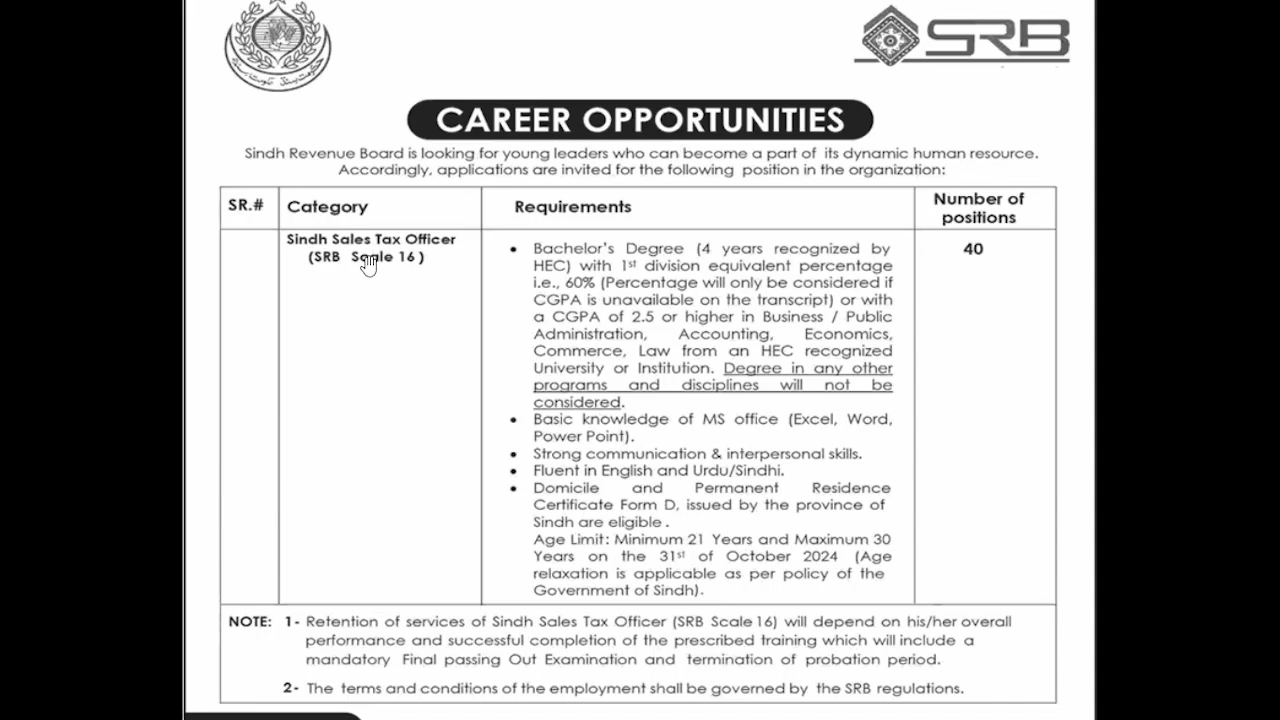 SRB
CAREER OPPORTUNITIES
Sindh Revenue Board is looking for young leaders who can become a part of its dynamic human resource.
Accordingly, applications are invited for the following position in the organization:
SR.#
Category
Requirements
Number of
positions
Sindh Sales Tax Officer
(SRB Scale 16 )
• Bachelor's Degree (4 years recognized by
HEC) with 1st division equivalent percentage
i.e., 60% (Percentage will only be considered if
CGPA is unavailable on the transcript) or with
a CGPA of 2.5 or higher in Business / Public
Administration, Accounting, Economics,
Commerce, Law from an HEC recognized
University or Institution. Degree in any other
programs and disciplines will not be
considered.
• Basic knowledge of MS office (Excel, Word,
Power Point).
• Strong communication & interpersonal skills.
• Fluent in English and Urdu/Sindhi.
• Domicile and Permanent Residence
Certificate Form D, issued by the province of
Sindh are eligible .
Age Limit: Minimum 21 Years and Maximum 30
Years on the 31st of October 2024 (Age
relaxation is applicable as per policy of the
Government of Sindh).
40
NOTE: 1- Retention of services of Sindh Sales Tax Officer (SRB Scale 16) will depend on his/her overall
performance and successful completion of the prescribed training which will include a
mandatory Final passing Out Examination and termination of probation period.
2- The terms and conditions of the employment shall be governed by the SRB regulations.